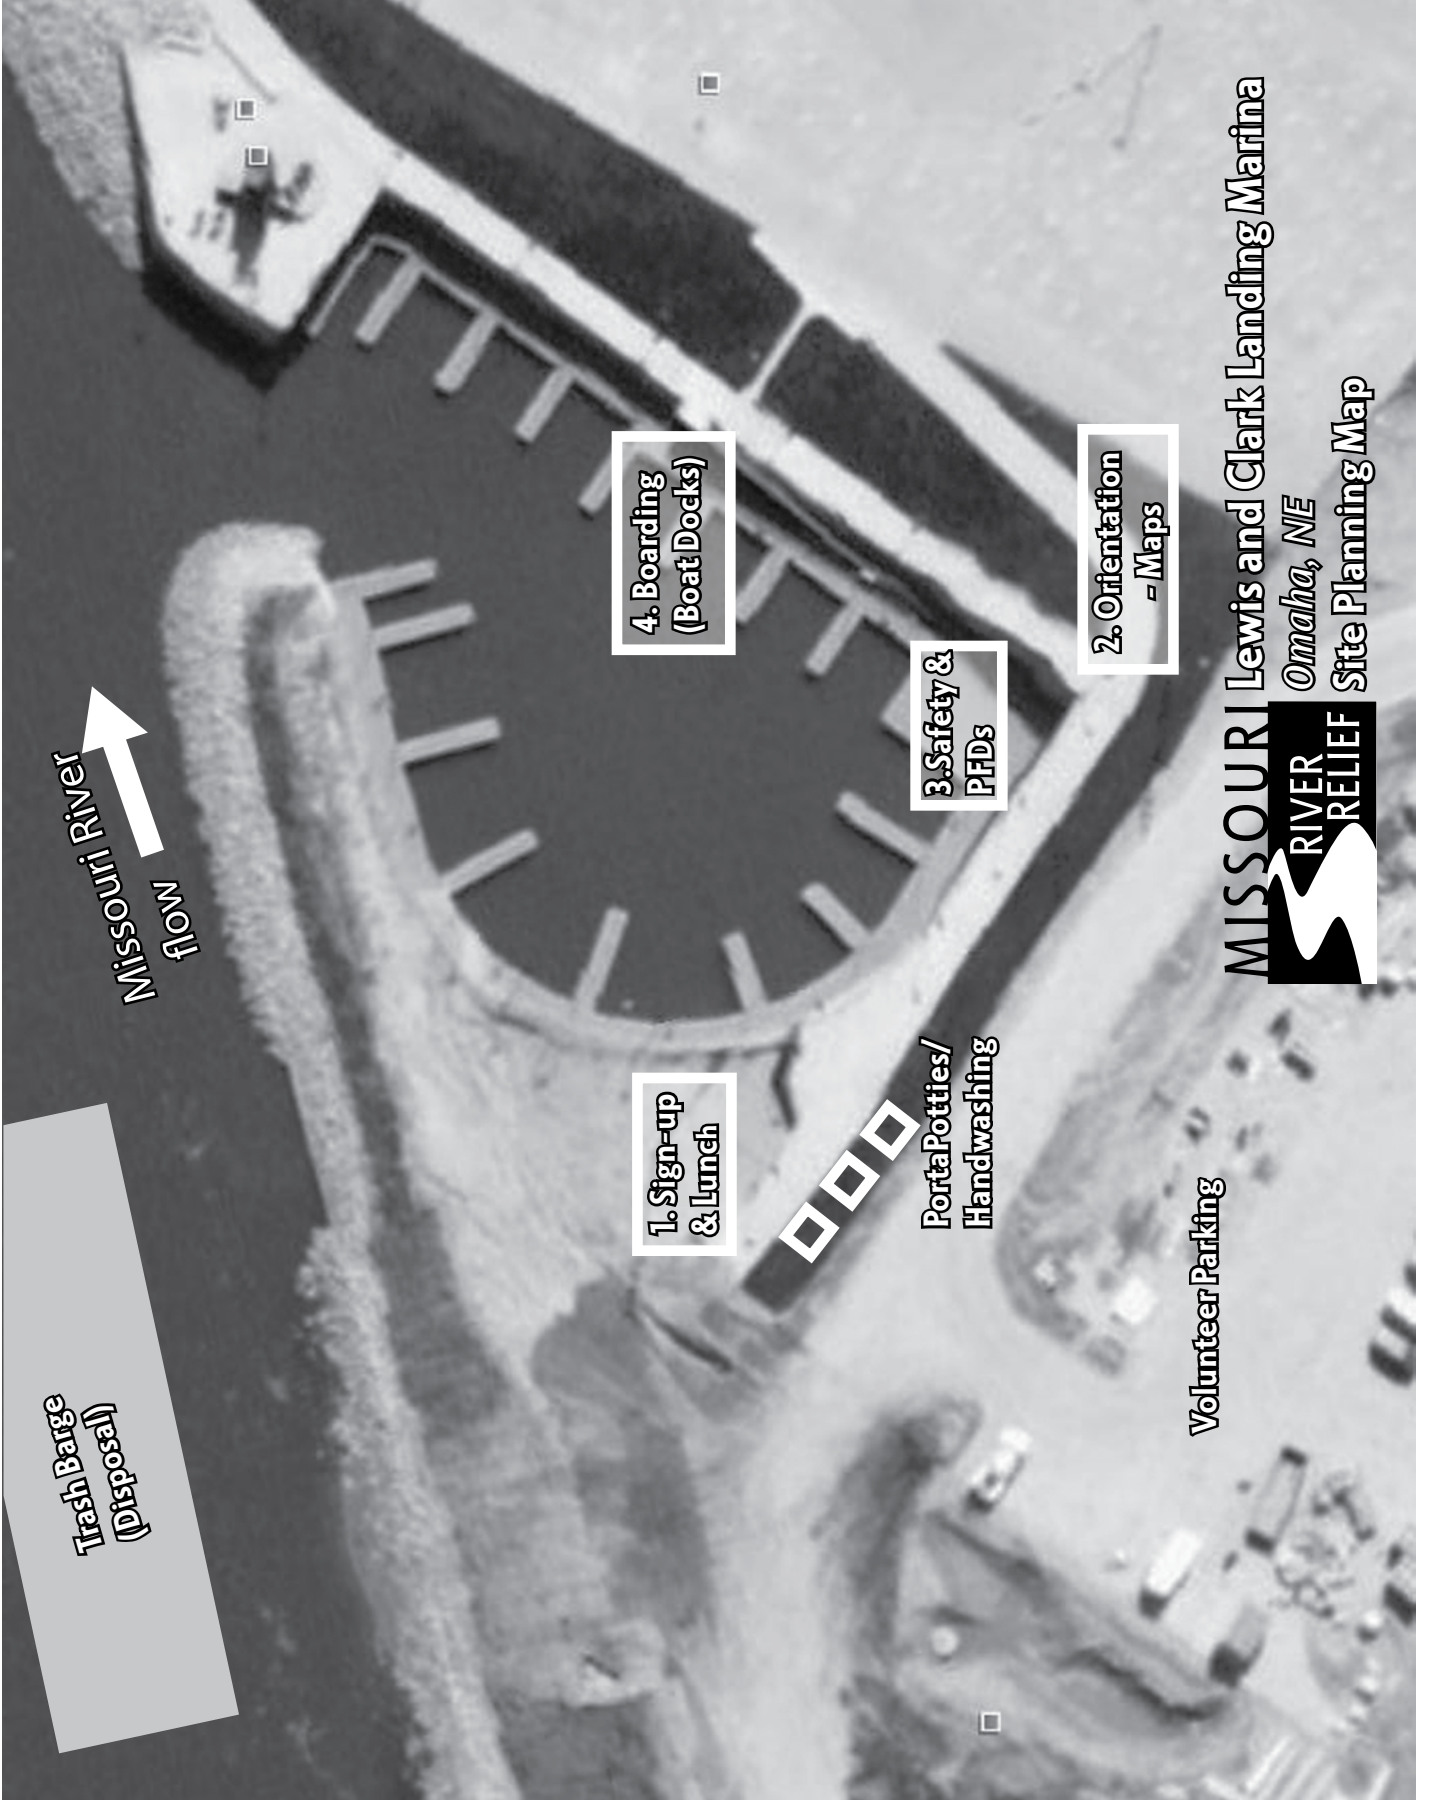 Trash Barge
(Disposal)
Missouri River
flow
1. Sign-up
& Lunch
4. Boarding
(Boat Docks)
3.Safety &
PFDs
2. Orientation
- Maps
PortaPotties/
Handwashing
Volunteer Parking
MISSOURI
RIVER
RELIEF
Lewis and Clark Landing Marina
Omaha, NE
Site Planning Map